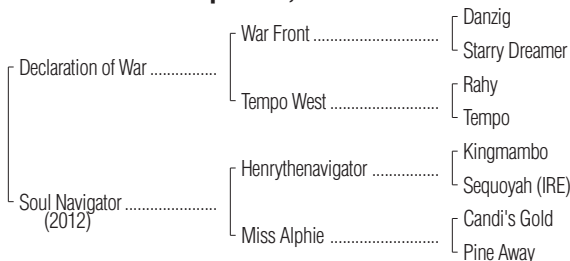 Declaration of War ................
War Front ........................
Danzig
Starry Dreamer
Tempo West ....................
Rahy
Tempo
Soul Navigator ......................
(2012)
Henrythenavigator ..............
Kingmambo
Sequoyah (IRE)
Miss Alphie ......................
Candi's Gold
Pine Away